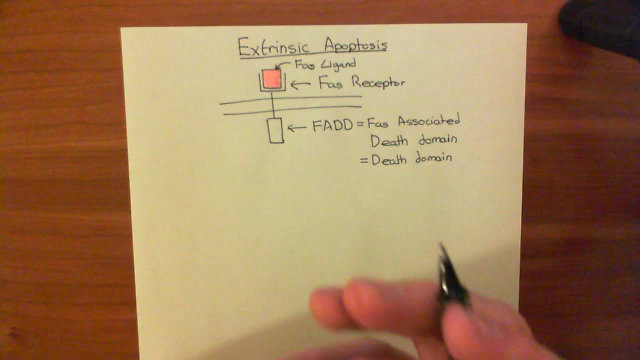 Extrinsic Apoptosis
Fas Ligand
← Fas Receptor
← FADD = Fas Associated
Death domain
= Death domain